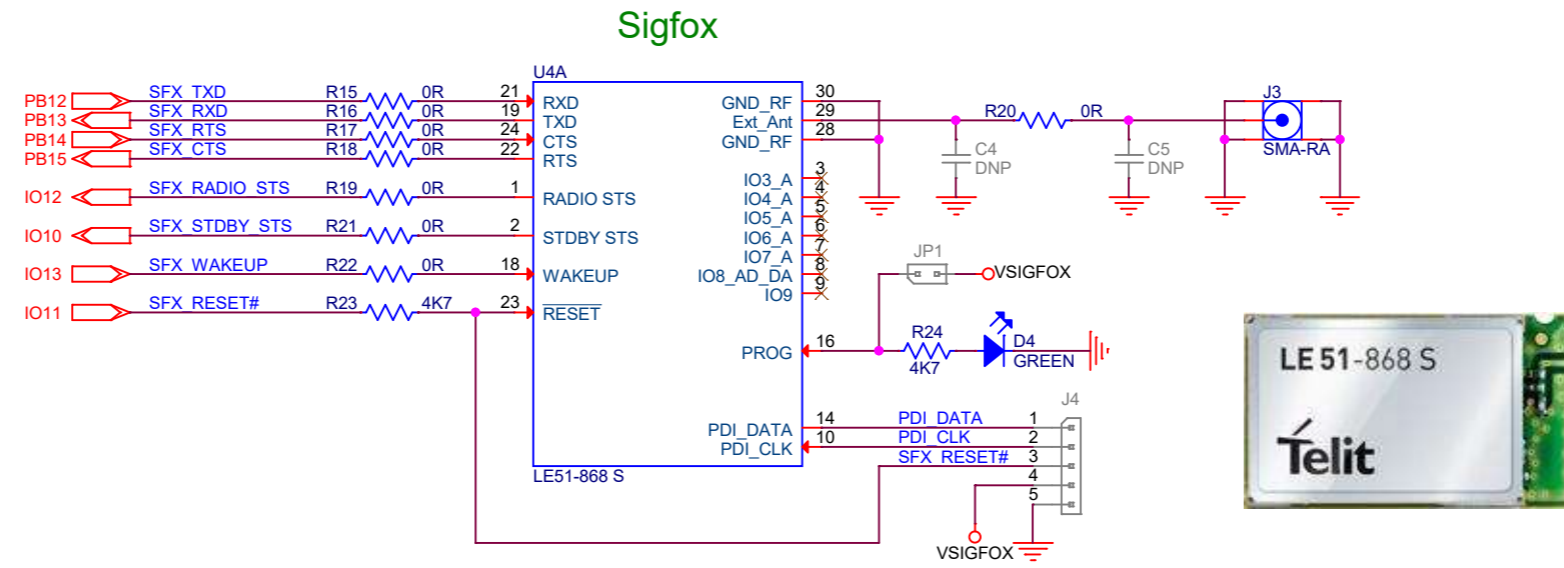 Sigfox
U4A
PB12 SFX_TXD R15 0R 21 RXD
PB13 SFX_RXD R16 0R 19 TXD
PB14 SFX_RTS R17 0R 24 CTS
PB15 SFX_CTS R18 0R 22 RTS
IO12 SFX_RADIO_STS R19 0R 1 RADIO STS
IO10 SFX_STDBY_STS R21 0R 2 STDBY STS
IO13 SFX_WAKEUP R22 0R 18 WAKEUP
IO11 SFX_RESET# R23 4K7 23 RESET
GND_RF 30
Ext_Ant 29
GND_RF 28
IO3_A 3
IO4_A 4
IO5_A 5
IO6_A 6
IO7_A 7
IO8_AD_DA 8
IO9 9
PROG 16
PDI_DATA 14
PDI_CLK 10
LE51-868 S
R20 0R
C4
DNP
C5
DNP
J3
SMA-RA
JP1
VSIGFOX
R24
4K7
D4
GREEN
J4
PDI_DATA 1
PDI_CLK 2
SFX_RESET# 3
4
5
VSIGFOX
LE 51-868 S
Telit